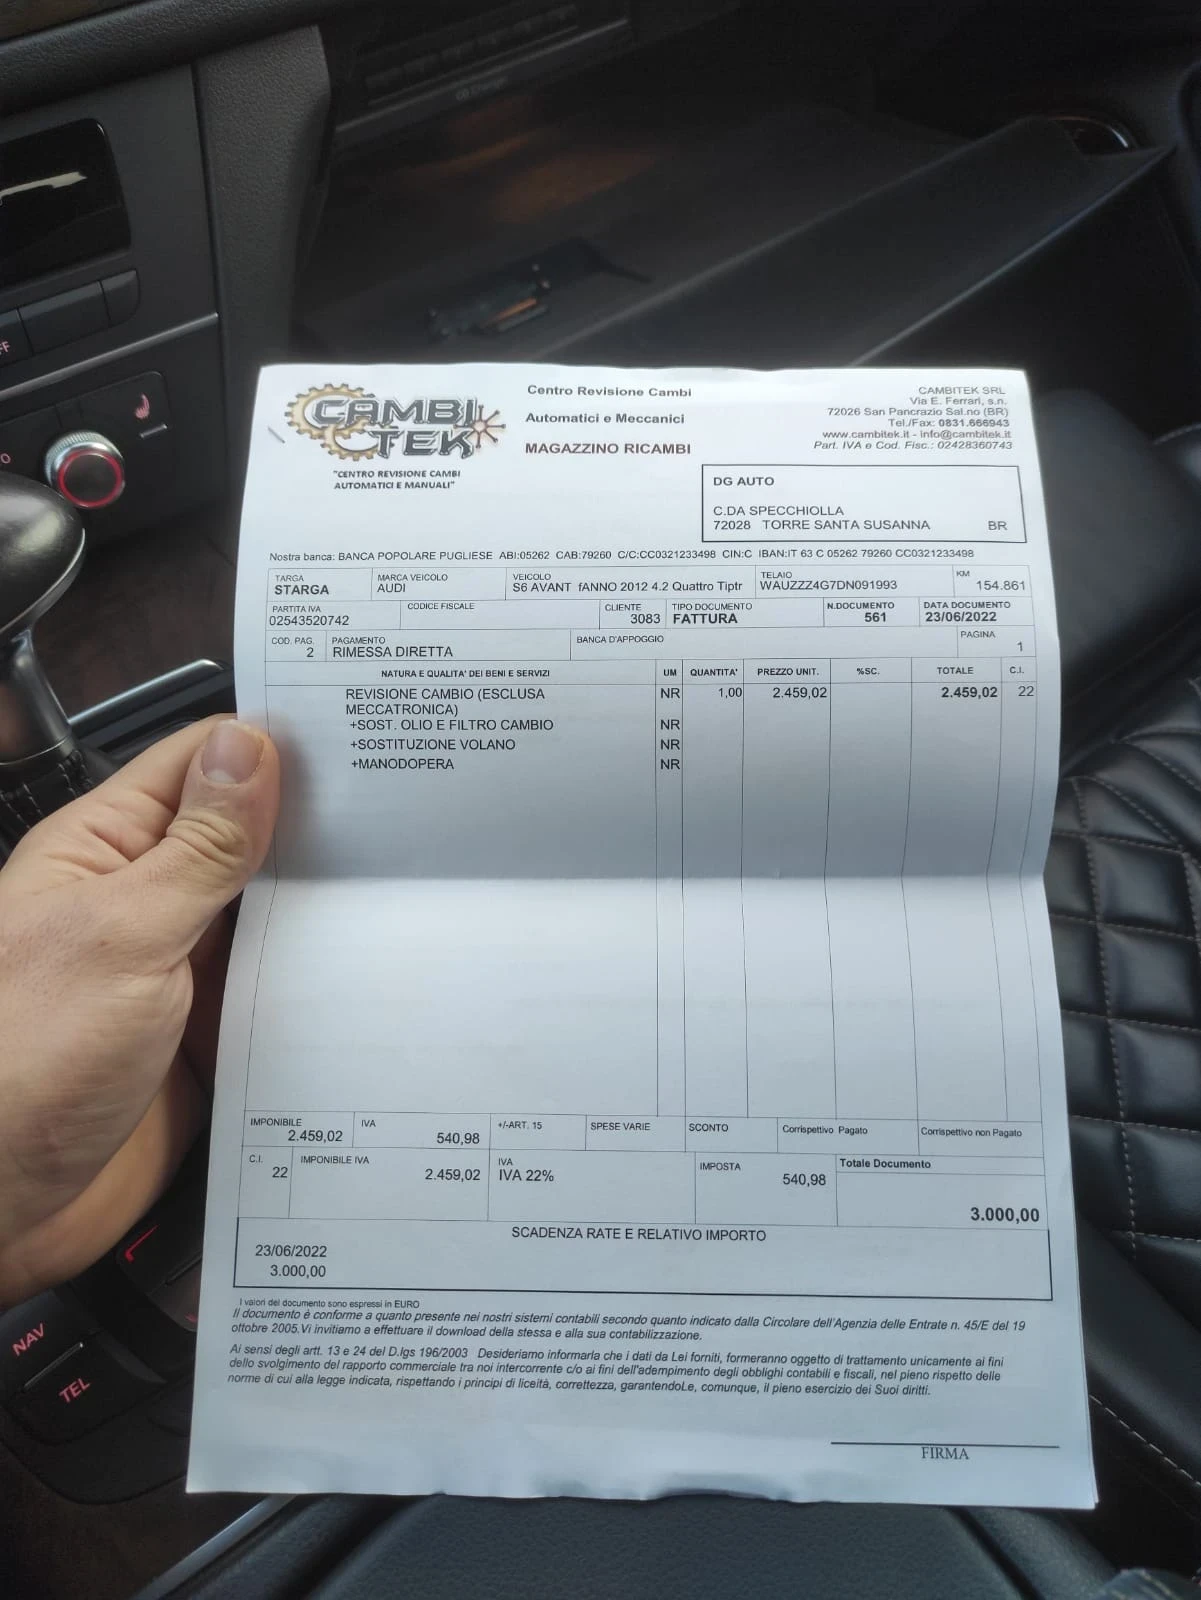 CAMBI
TEK
"CENTRO REVISIONE CAMBI
AUTOMATICI E MANUALI"
Centro Revisione Cambi
Automatici e Meccanici
MAGAZZINO RICAMBI
CAMBITEK SRL
Via E. Ferrari, s.n.
72026 San Pancrazio Sal.no (BR)
Tel./Fax: 0831.666943
www.cambitek.it - info@cambitek.it
Part. IVA e Cod. Fisc.: 02428360743
DG AUTO
C.DA SPECCHIOLLA
72028 TORRE SANTA SUSANNA BR
Nostra banca: BANCA POPOLARE PUGLIESE ABI:05262 CAB:79260 C/C:CC0321233498 CIN:C IBAN:IT 63 C 05262 79260 CC0321233498
TARGA MARCA VEICOLO VEICOLO TELAIO KM
STARGA AUDI S6 AVANT fANNO 2012 4.2 Quattro Tiptr WAUZZZ4G7DN091993 154.861
PARTITA IVA CODICE FISCALE CLIENTE TIPO DOCUMENTO N.DOCUMENTO DATA DOCUMENTO
02543520742 3083 FATTURA 561 23/06/2022
COD. PAG. PAGAMENTO BANCA D'APPOGGIO PAGINA
2 RIMESSA DIRETTA 1
NATURA E QUALITA' DEI BENI E SERVIZI UM QUANTITA' PREZZO UNIT. %SC. TOTALE C.I.
REVISIONE CAMBIO (ESCLUSA NR 1,00 2.459,02 2.459,02 22
MECCATRONICA)
+SOST. OLIO E FILTRO CAMBIO NR
+SOSTITUZIONE VOLANO NR
+MANODOPERA NR
IMPONIBILE IVA +/-ART. 15 SPESE VARIE SCONTO Corrispettivo Pagato Corrispettivo non Pagato
2.459,02 540,98
C.I. IMPONIBILE IVA IVA IMPOSTA Totale Documento
22 2.459,02 IVA 22% 540,98
3.000,00
SCADENZA RATE E RELATIVO IMPORTO
23/06/2022
3.000,00
I valori del documento sono espressi in EURO
Il documento è conforme a quanto presente nei nostri sistemi contabili secondo quanto indicato dalla Circolare dell'Agenzia delle Entrate n. 45/E del 19
ottobre 2005.Vi invitiamo a effettuare il download della stessa e alla sua contabilizzazione.
Ai sensi degli artt. 13 e 24 del D.lgs 196/2003 Desideriamo informarla che i dati da Lei forniti, formeranno oggetto di trattamento unicamente ai fini
dello svolgimento del rapporto commerciale tra noi intercorrente c/o ai fini dell'adempimento degli obblighi contabili e fiscali, nel pieno rispetto delle
norme di cui alla legge indicata, rispettando i principi di liceità, correttezza, garantendoLe, comunque, il pieno esercizio dei Suoi diritti.
FIRMA
NAV
TEL